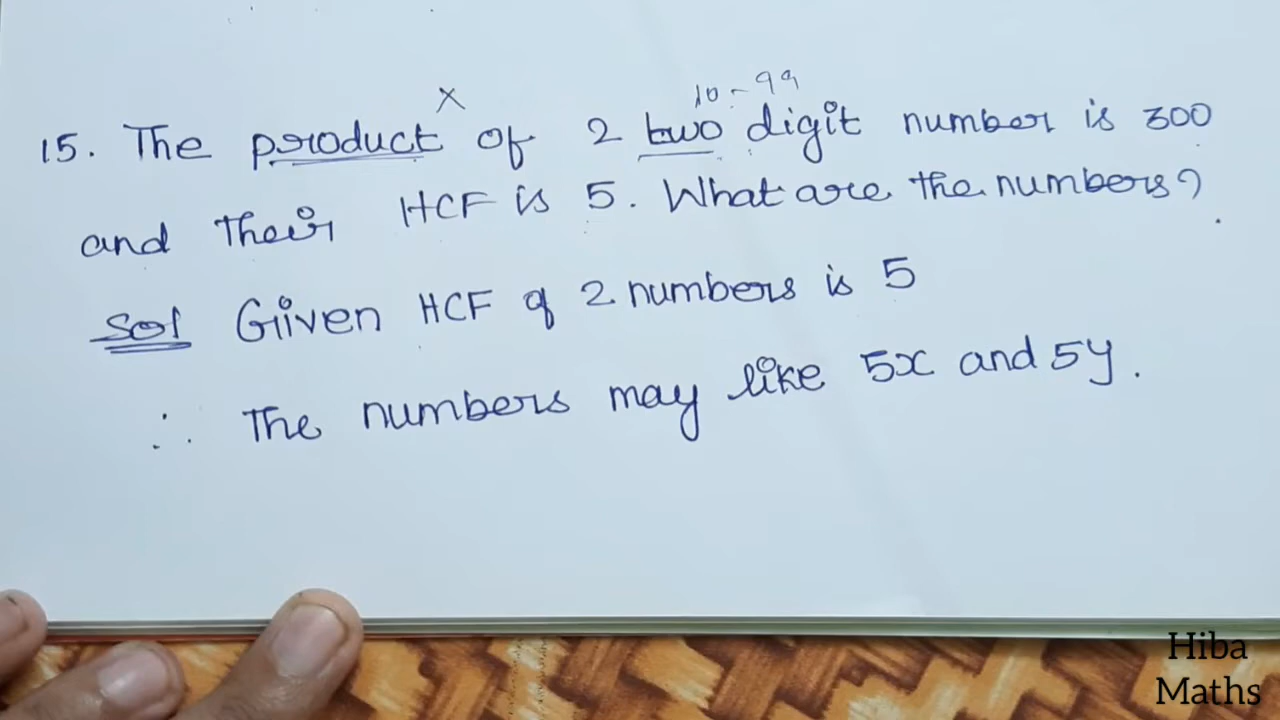 x
10 - 99
15. The product of 2 two digit number is 300
and their HCF is 5. What are the numbers?
Sol Given HCF of 2 numbers is 5
∴ The numbers may like 5x and 5y.
Hiba
Maths